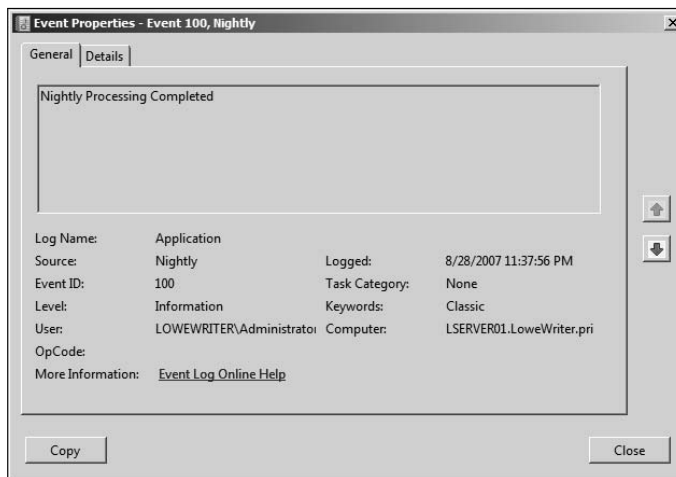 Event Properties - Event 100, Nightly
General Details
Nightly Processing Completed
Log Name: Application
Source: Nightly Logged: 8/28/2007 11:37:56 PM
Event ID: 100 Task Category: None
Level: Information Keywords: Classic
User: LOWEWRITER\Administrator Computer: LSERVER01.LoweWriter.pri
OpCode:
More Information: Event Log Online Help
Copy Close